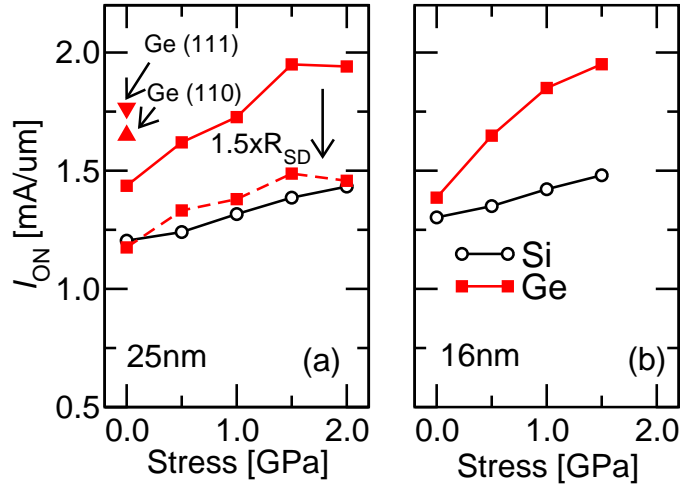 I_ON [mA/um]
2.0
1.5
1.0
0.5
Ge (111)
Ge (110)
1.5xR_SD
25nm
(a)
0.0
1.0
2.0
Stress [GPa]
Si
Ge
16nm
(b)
0.0
1.0
2.0
Stress [GPa]